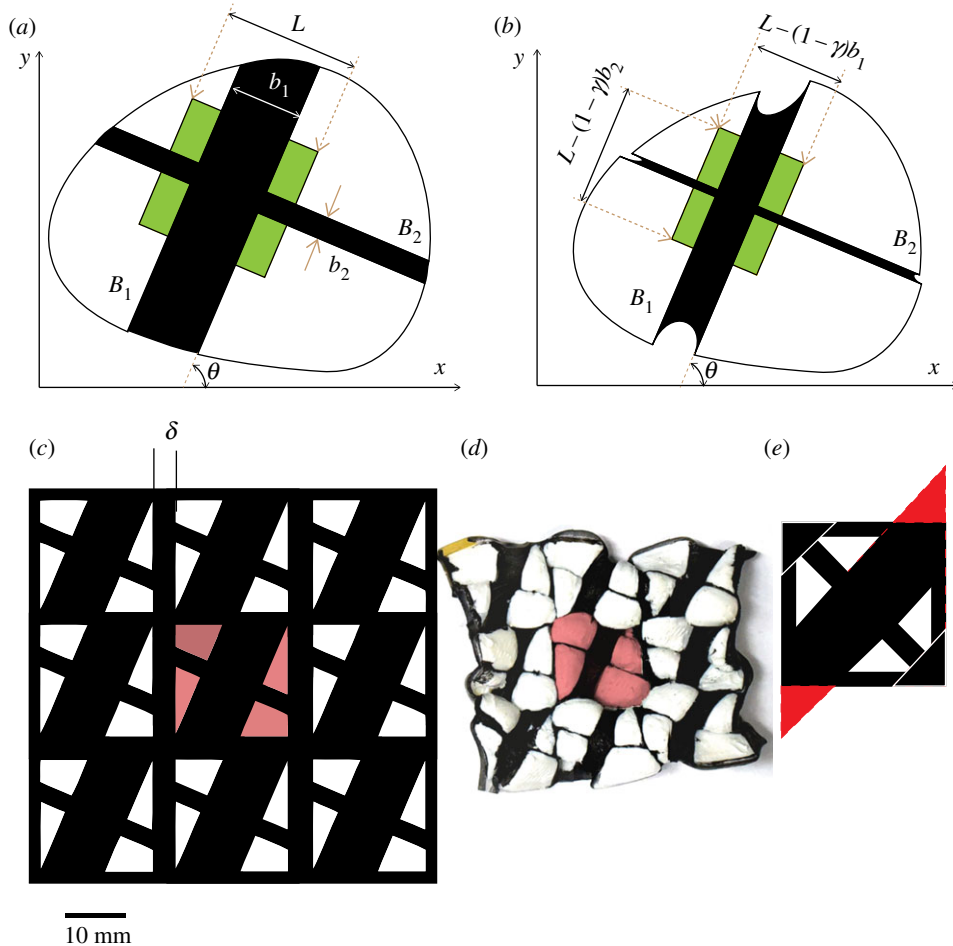 (a)
L
y
b₁
B₂
b₂
B₁
θ
x
(b)
L–(1–γ)b₁
y
L–(1–γ)b₂
B₂
B₁
θ
x
(c)
δ
(d)
(e)
10 mm